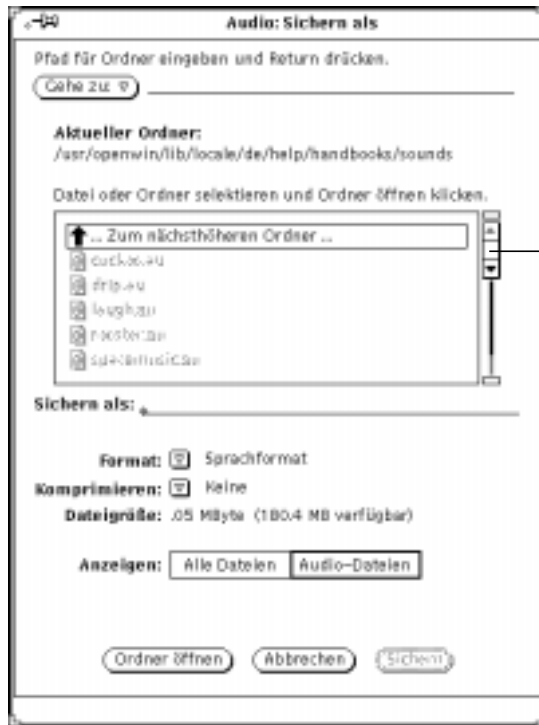 Audio: Sichern als
Pfad für Ordner eingeben und Return drücken.
Gehe zu:
Aktueller Ordner:
/usr/openwin/lib/locale/de/help/handbooks/sounds
Datei oder Ordner selektieren und Ordner öffnen klicken.
... Zum nächsthöheren Ordner ...
cuckoo.au
drip.au
laugh.au
rooster.au
spacemusic.au
Sichern als:
Format: Sprachformat
Komprimieren: Keine
Dateigröße: .05 MByte (180.4 MB verfügbar)
Anzeigen: Alle Dateien Audio-Dateien
Ordner öffnen Abbrechen Sichern